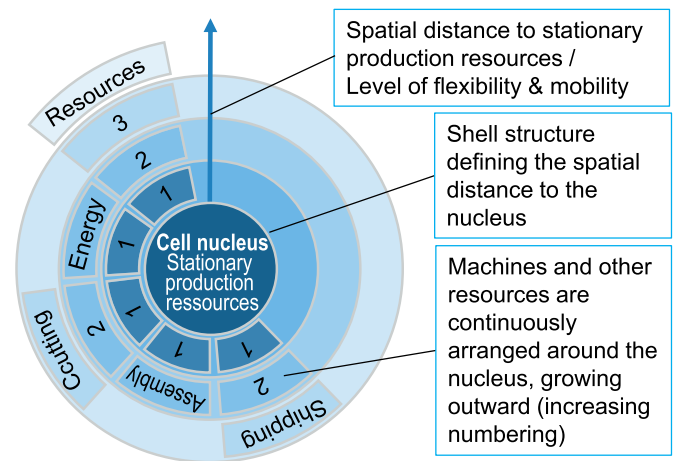 Spatial distance to stationary
production resources /
Level of flexibility & mobility
Shell structure
defining the spatial
distance to the
nucleus
Machines and other
resources are
continuously
arranged around the
nucleus, growing
outward (increasing
numbering)
Resources
3
2
1
Energy
1
Ccutting
2
1
Assembly
1
Shipping
2
1
Cell nucleus
Stationary
production
ressources